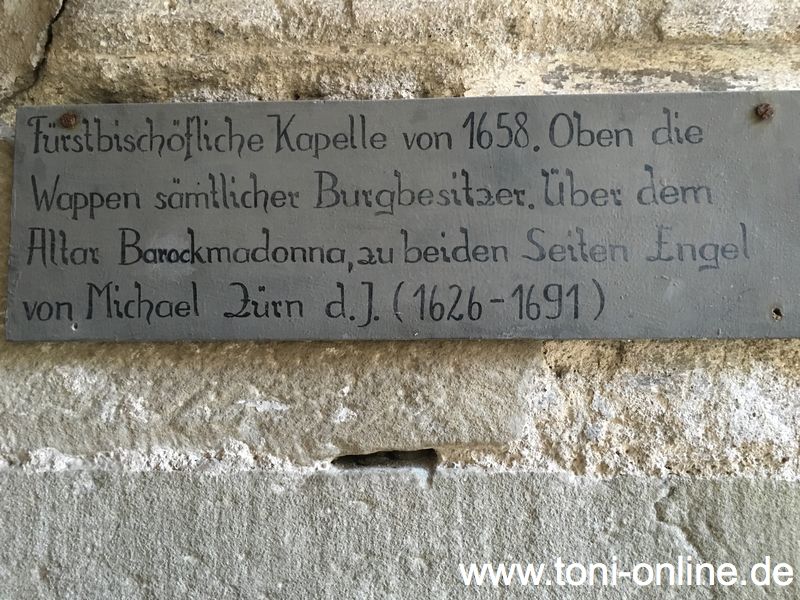 Fürstbischöfliche Kapelle von 1658. Oben die
Wappen sämtlicher Burgbesitzer. Über dem
Altar Barockmadonna, zu beiden Seiten Engel
von Michael Zürn d.J. (1626-1691)
www.toni-online.de